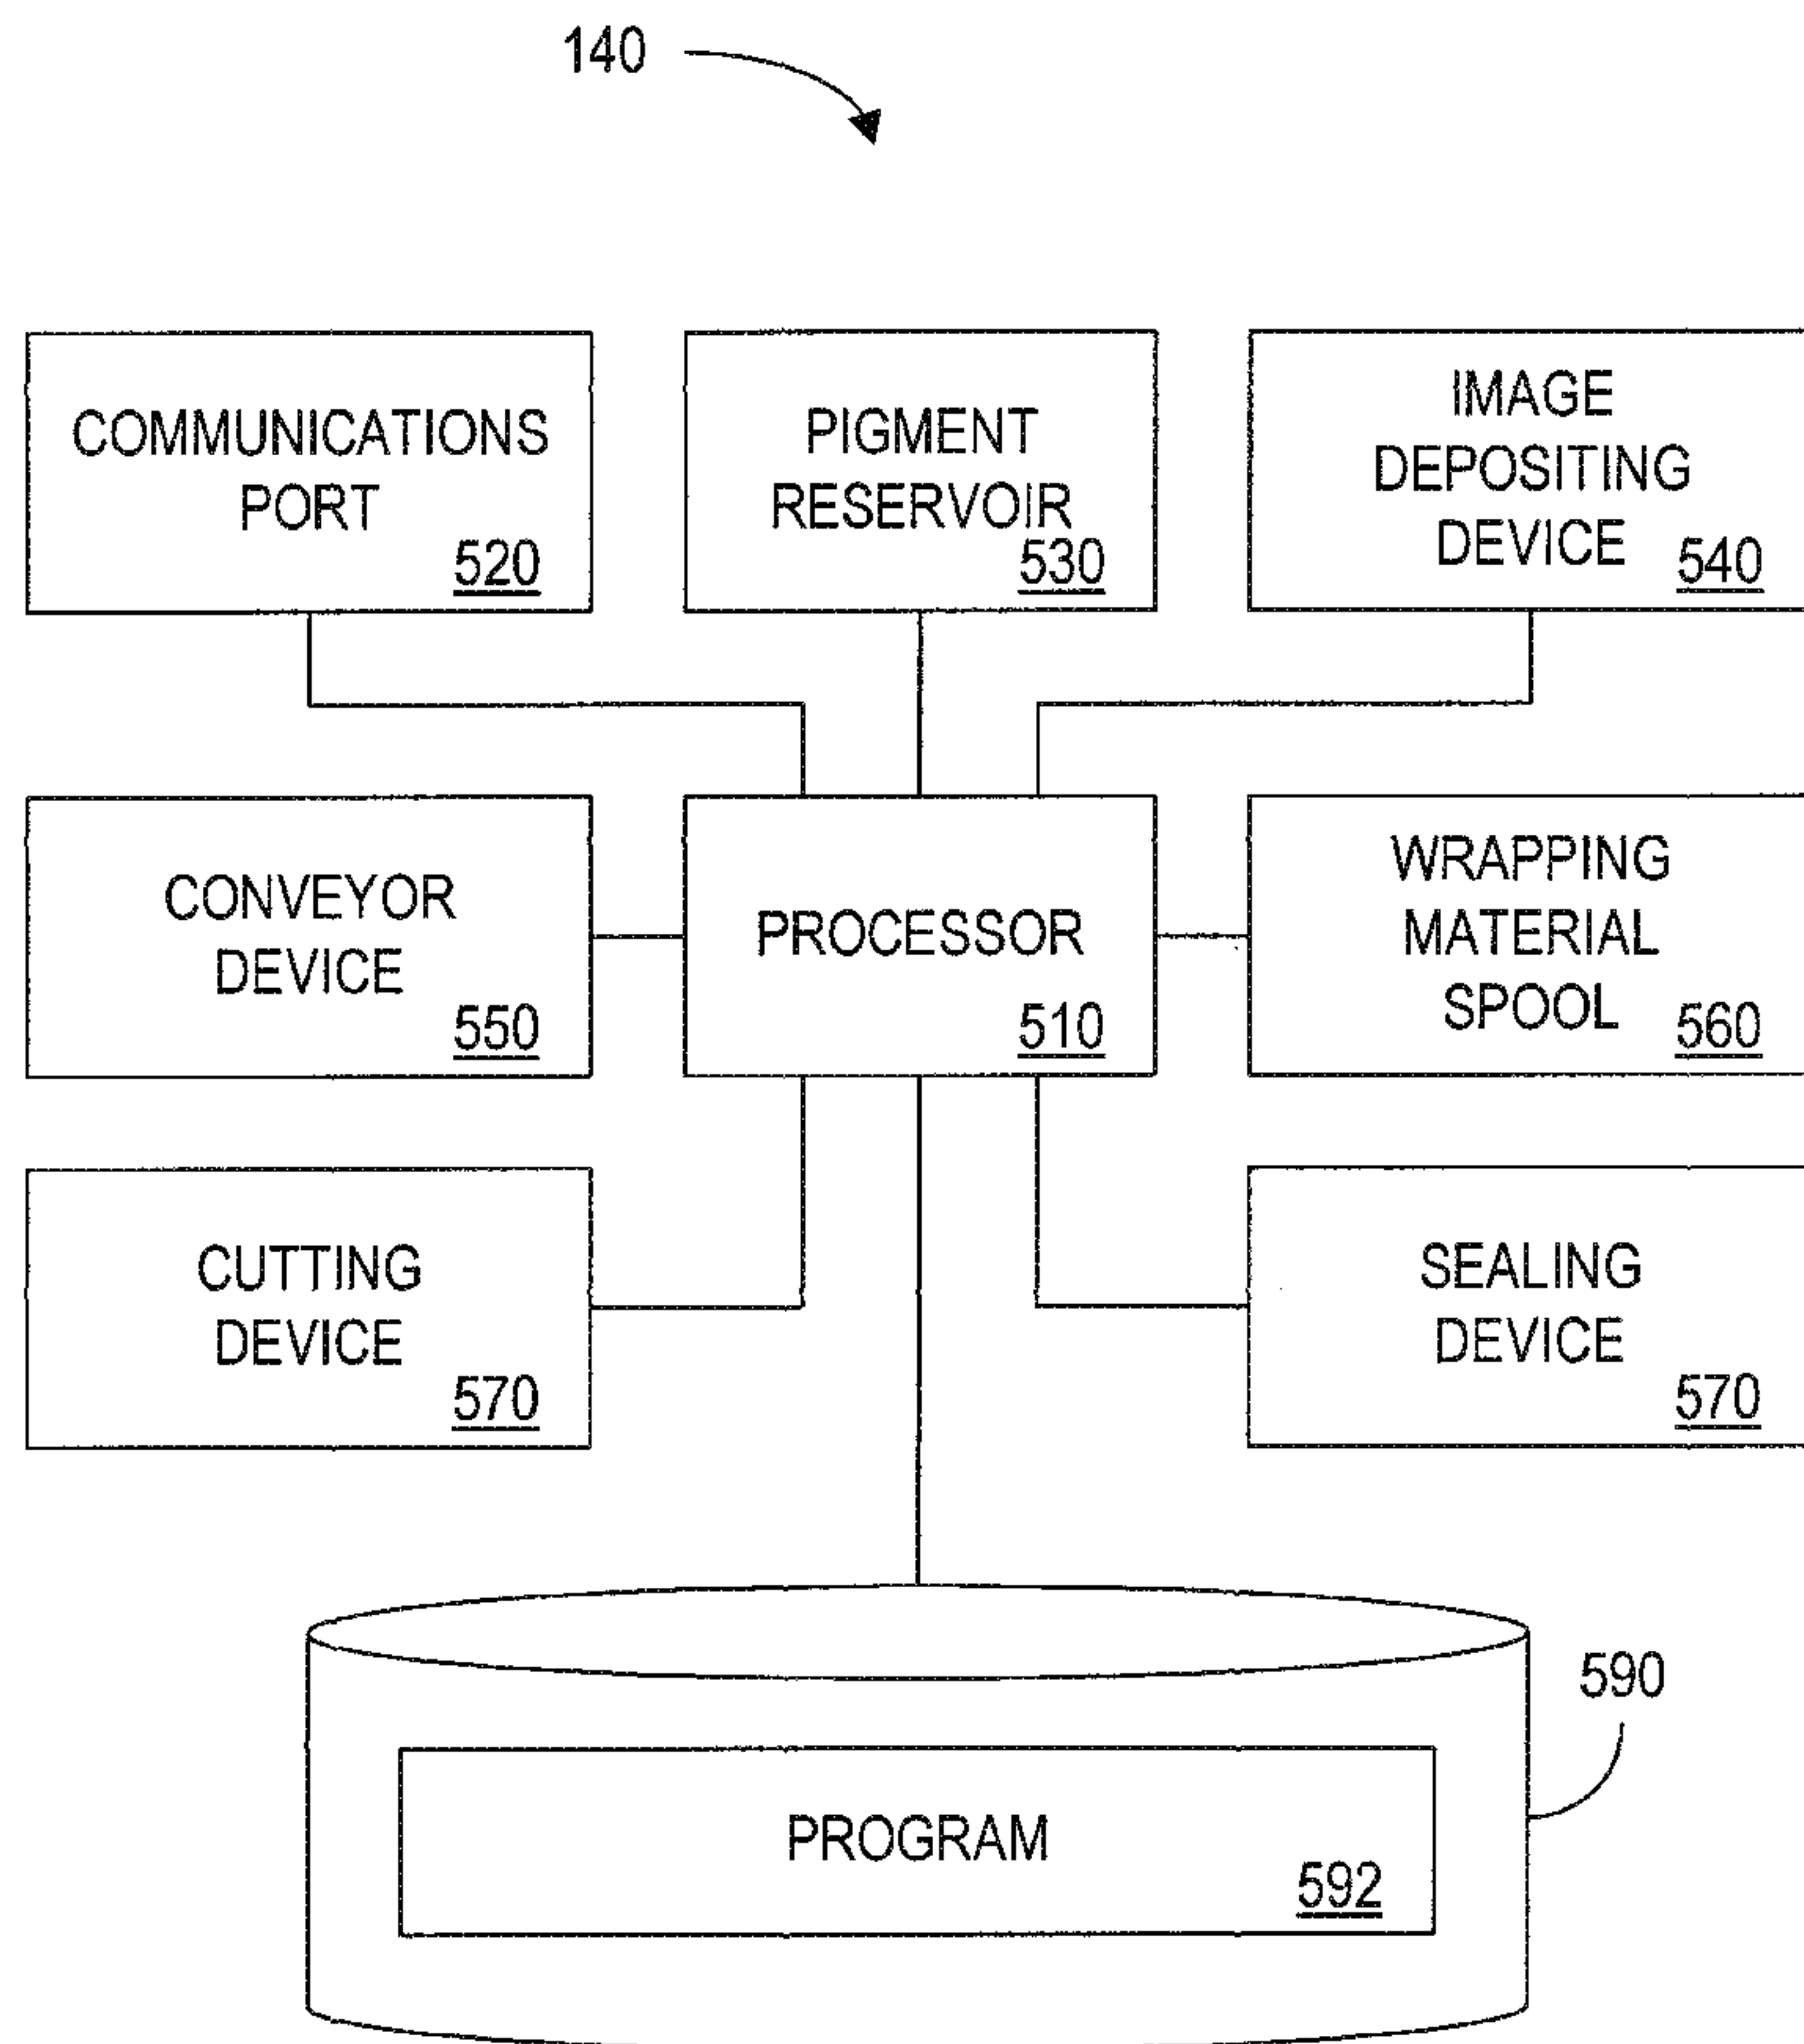 140
COMMUNICATIONS
PORT
520
PIGMENT
RESERVOIR
530
IMAGE
DEPOSITING
DEVICE
540
CONVEYOR
DEVICE
550
PROCESSOR
510
WRAPPING
MATERIAL
SPOOL
560
CUTTING
DEVICE
570
SEALING
DEVICE
570
590
PROGRAM
592